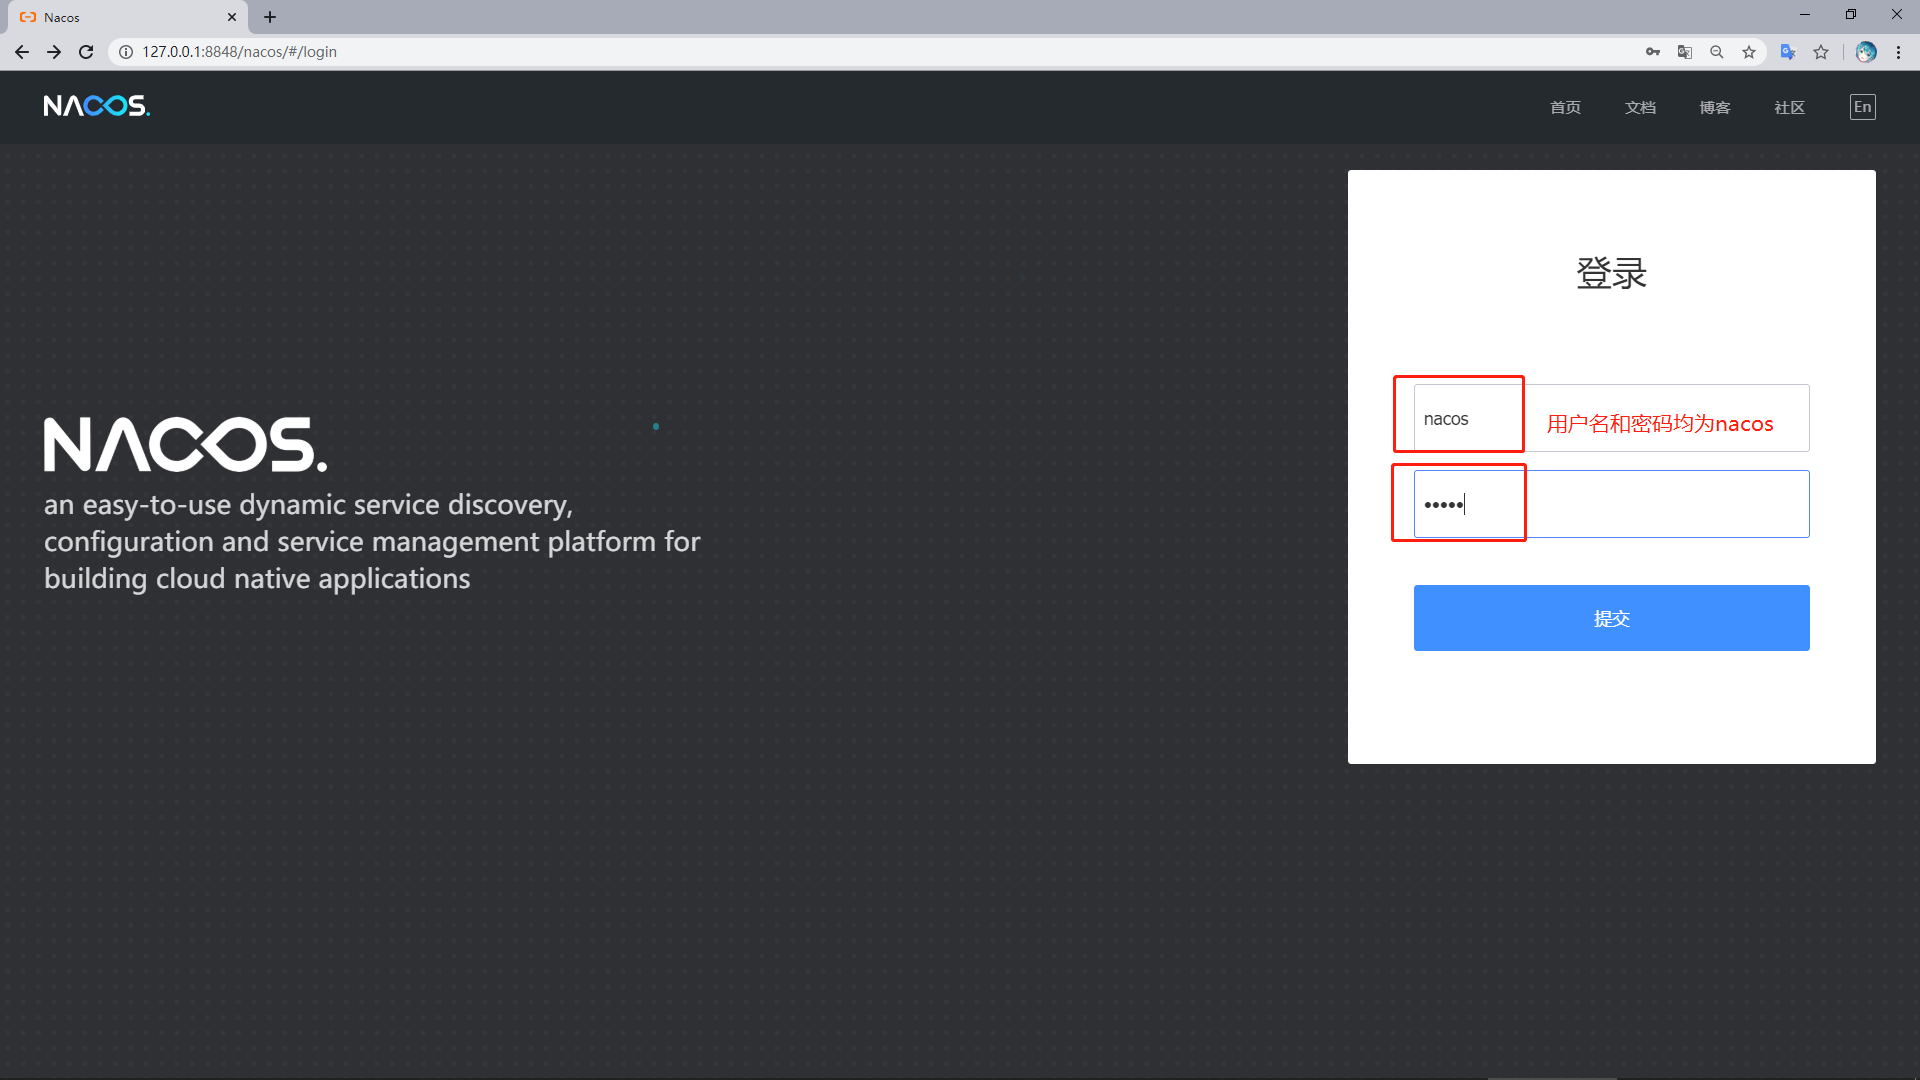 Nacos
127.0.0.1:8848/nacos/#/login
NACOS.
首页 文档 博客 社区 En
登录
nacos 用户名和密码均为nacos
•••••
提交
NACOS.
an easy-to-use dynamic service discovery,
configuration and service management platform for
building cloud native applications